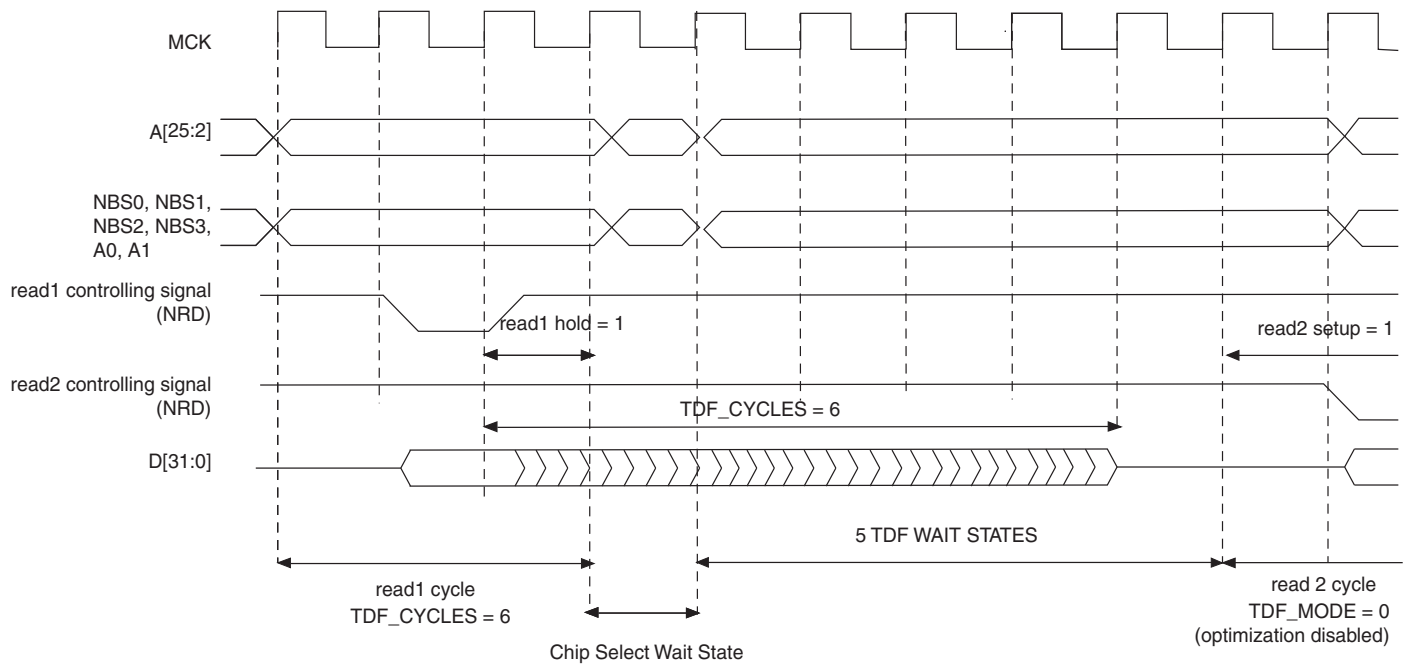 MCK
A[25:2]
NBS0, NBS1,
NBS2, NBS3,
A0, A1
read1 controlling signal
(NRD)
read1 hold = 1
read2 setup = 1
read2 controlling signal
(NRD)
TDF_CYCLES = 6
D[31:0]
5 TDF WAIT STATES
read1 cycle
TDF_CYCLES = 6
Chip Select Wait State
read 2 cycle
TDF_MODE = 0
(optimization disabled)